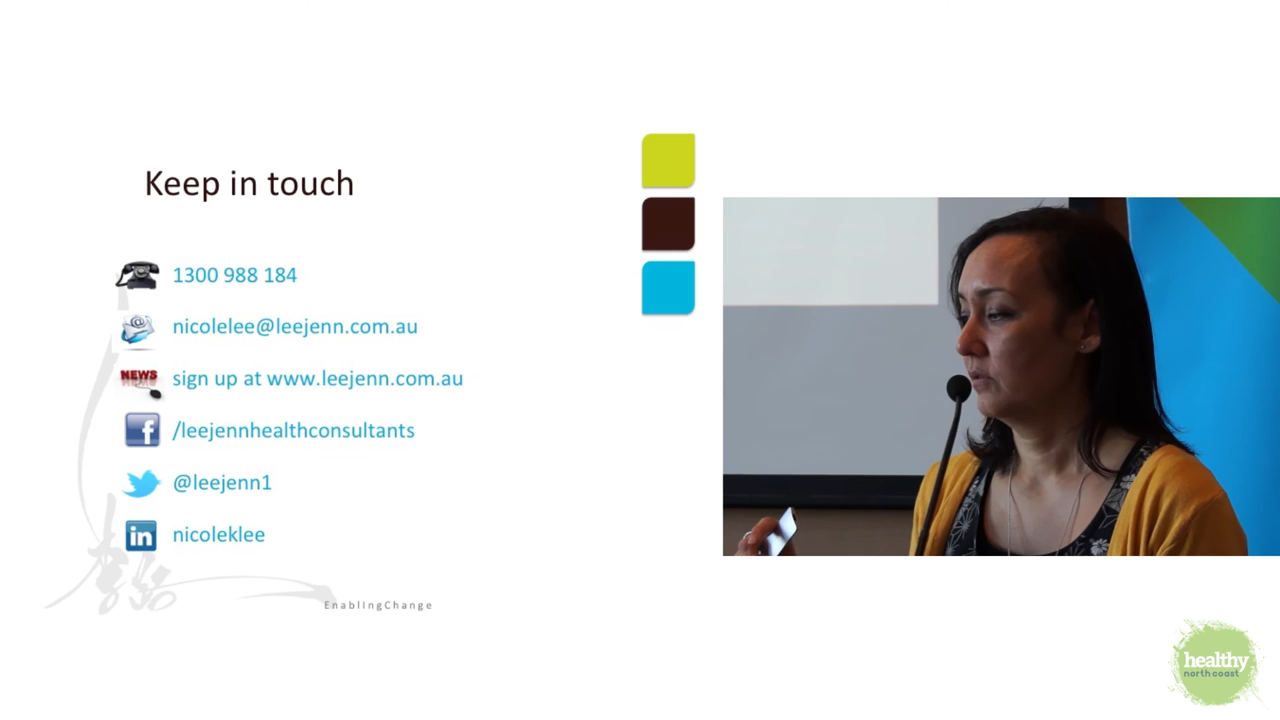 Keep in touch
1300 988 184
nicolelee@leejenn.com.au
NEWS
sign up at www.leejenn.com.au
/leejennhealthconsultants
@leejenn1
nicoleklee
EnablingChange
healthy
north coast